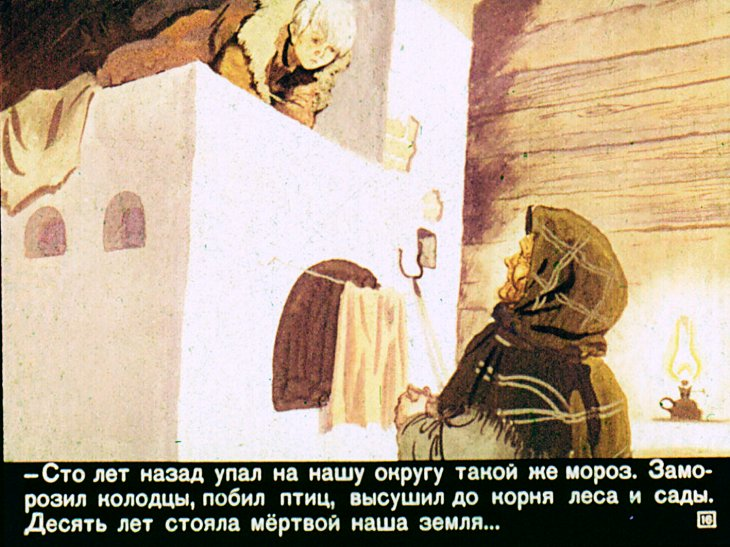 –Сто лет назад упал на нашу округу такой же мороз. Замо-
розил колодцы, побил птиц, высушил до корня леса и сады.
Десять лет стояла мёртвой наша земля...
16